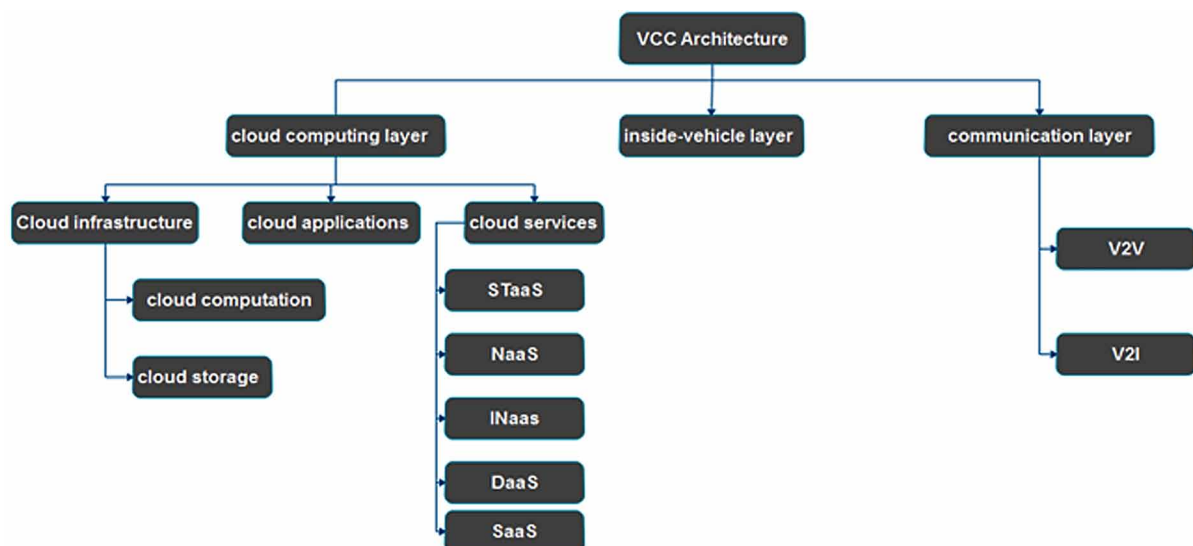 VCC Architecture
cloud computing layer
inside-vehicle layer
communication layer
Cloud infrastructure
cloud applications
cloud services
V2V
STaaS
cloud computation
NaaS
V2I
cloud storage
INaas
DaaS
SaaS